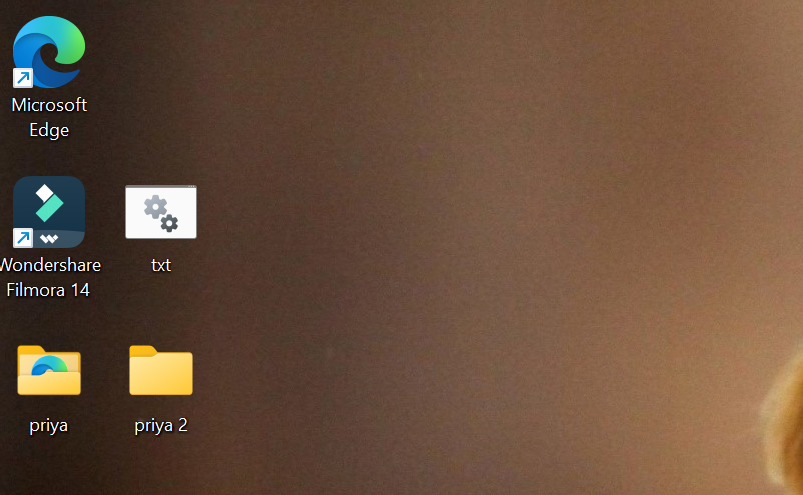 Microsoft
Edge
Wondershare
Filmora 14
txt
priya
priya 2